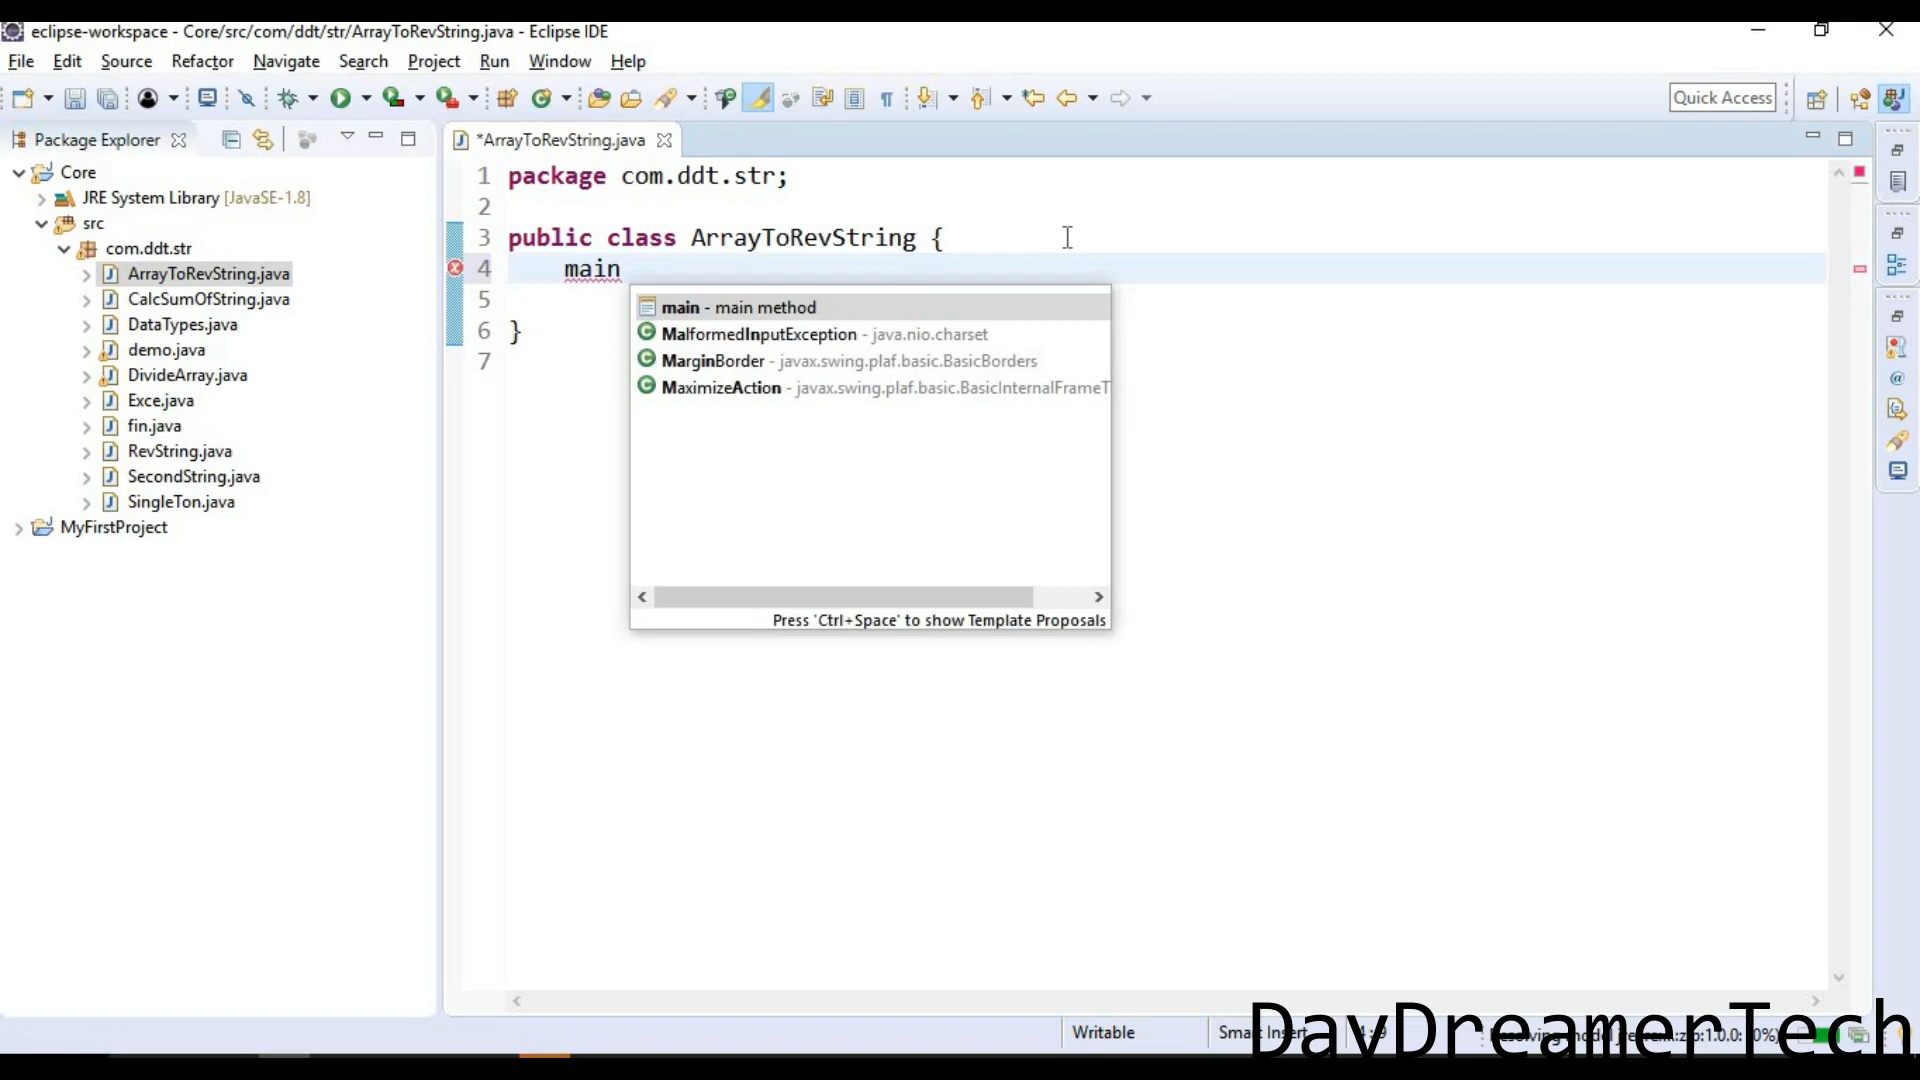 eclipse-workspace - Core/src/com/ddt/str/ArrayToRevString.java - Eclipse IDE
File Edit Source Refactor Navigate Search Project Run Window Help
Quick Access
Package Explorer
*ArrayToRevString.java
Core
JRE System Library [JavaSE-1.8]
src
com.ddt.str
ArrayToRevString.java
CalcSumOfString.java
DataTypes.java
demo.java
DivideArray.java
Exce.java
fin.java
RevString.java
SecondString.java
SingleTon.java
MyFirstProject
1 package com.ddt.str;
2
3 public class ArrayToRevString {
4 main
5
6 }
7
main - main method
MalformedInputException - java.nio.charset
MarginBorder - javax.swing.plaf.basic.BasicBorders
MaximizeAction - javax.swing.plaf.basic.BasicInternalFrameT
Press 'Ctrl+Space' to show Template Proposals
Writable
Smart Insert
DayDreamerTech